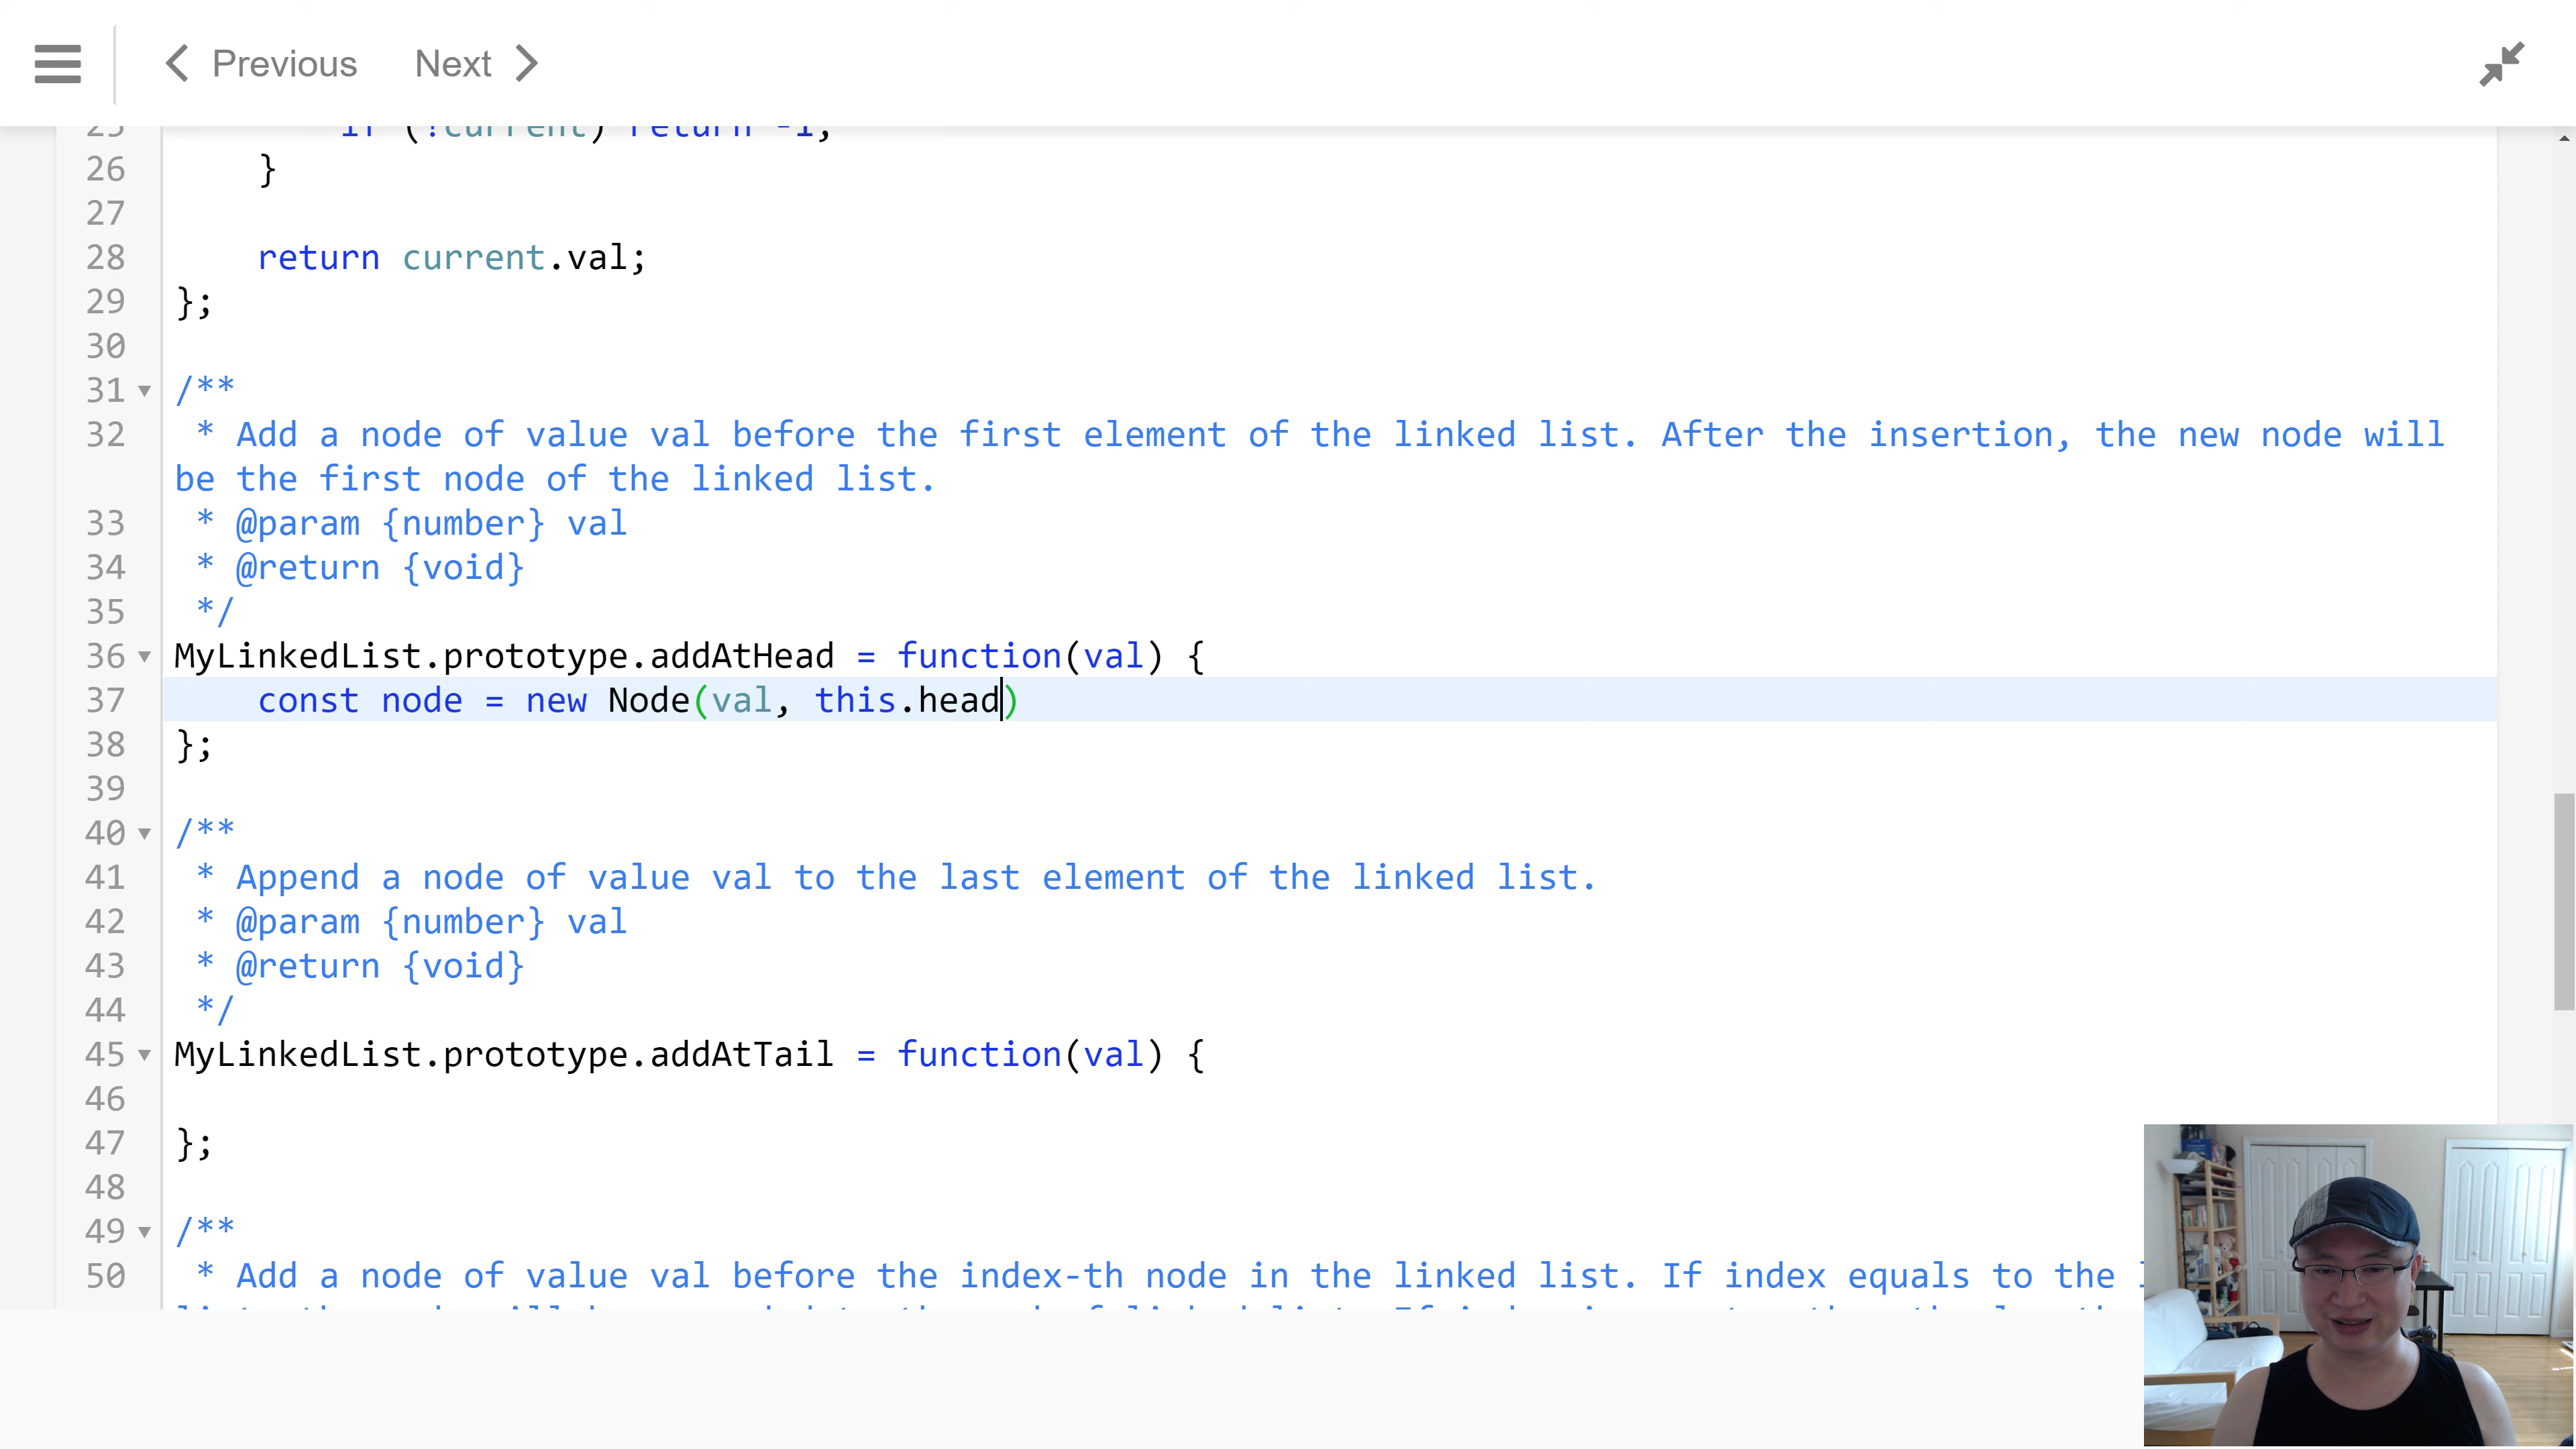 Previous Next
25 if (!current) return -1;
26 }
27
28 return current.val;
29 };
30
31 /**
32 * Add a node of value val before the first element of the linked list. After the insertion, the new node will
be the first node of the linked list.
33 * @param {number} val
34 * @return {void}
35 */
36 MyLinkedList.prototype.addAtHead = function(val) {
37 const node = new Node(val, this.head)
38 };
39
40 /**
41 * Append a node of value val to the last element of the linked list.
42 * @param {number} val
43 * @return {void}
44 */
45 MyLinkedList.prototype.addAtTail = function(val) {
46
47 };
48
49 /**
50 * Add a node of value val before the index-th node in the linked list. If index equals to the